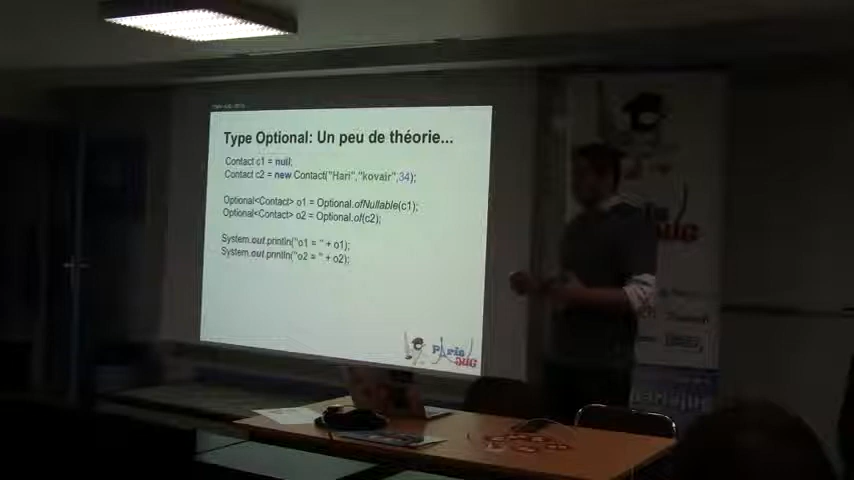 Type Optional: Un peu de théorie...
Contact c1 = null;
Contact c2 = new Contact("Hari","kovair",34);
Optional<Contact> o1 = Optional.ofNullable(c1);
Optional<Contact> o2 = Optional.of(c2);
System.out.println("o1 = " + o1);
System.out.println("o2 = " + o2);
Paris
JUG
JUG